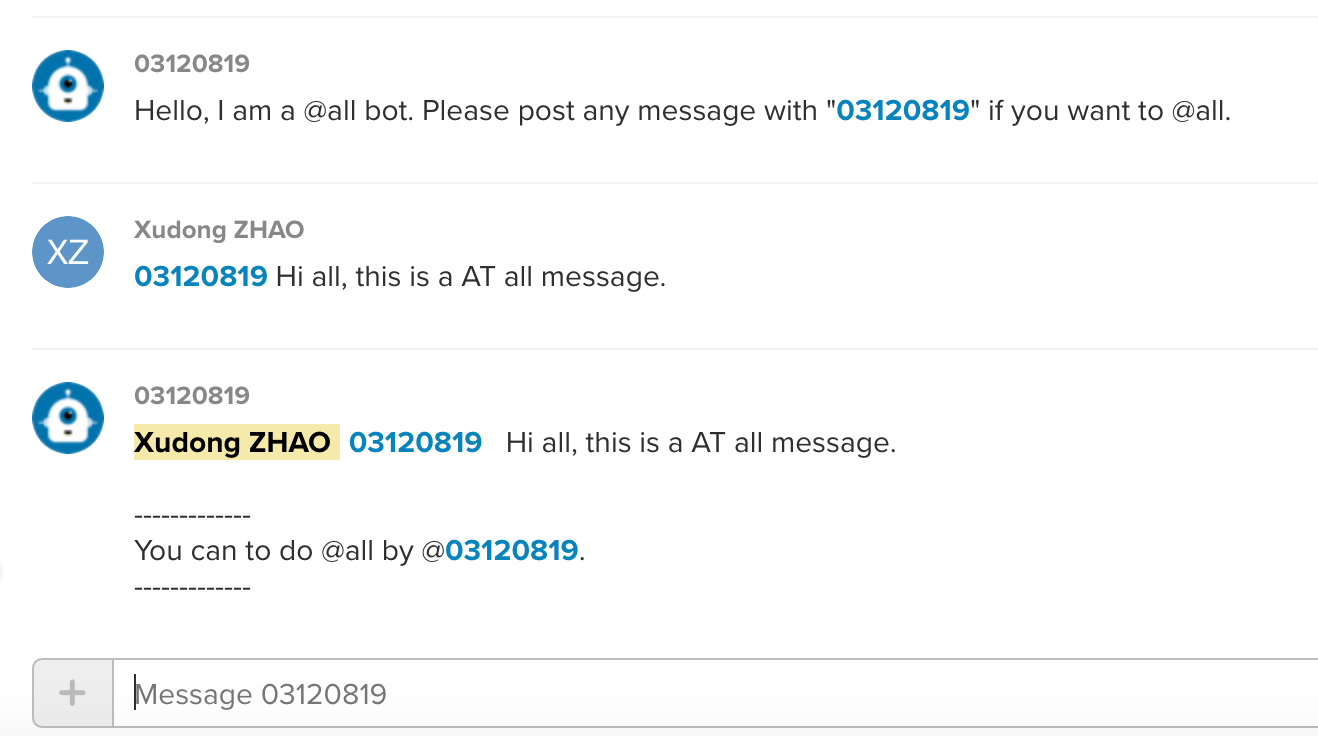 03120819
Hello, I am a @all bot. Please post any message with "03120819" if you want to @all.
XZ
Xudong ZHAO
03120819 Hi all, this is a AT all message.
03120819
Xudong ZHAO 03120819 Hi all, this is a AT all message.
-------------
You can to do @all by @03120819.
-------------
+
Message 03120819